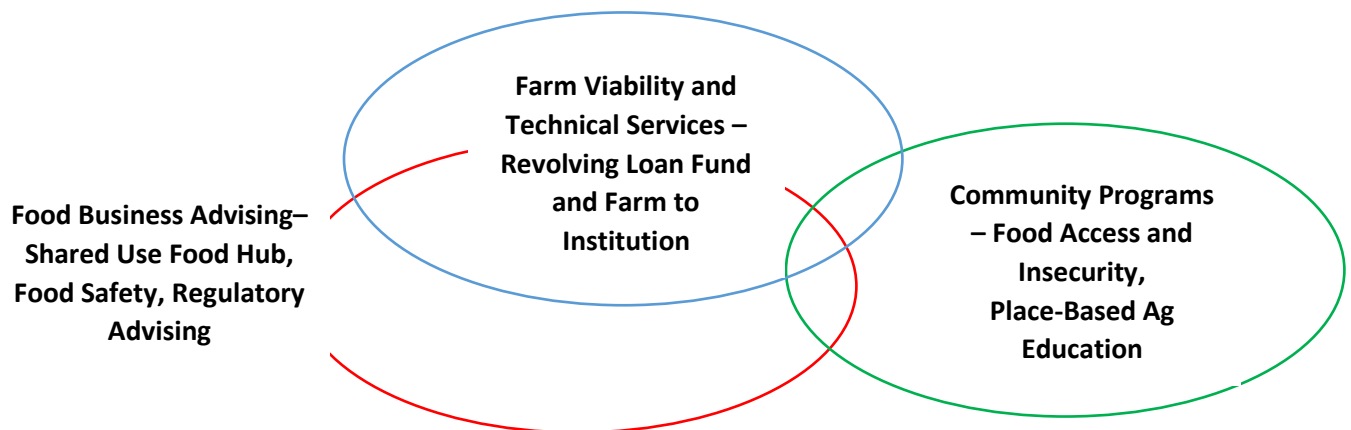 Farm Viability and
Technical Services –
Revolving Loan Fund
and Farm to
Institution
Food Business Advising–
Shared Use Food Hub,
Food Safety, Regulatory
Advising
Community Programs
– Food Access and
Insecurity,
Place-Based Ag
Education